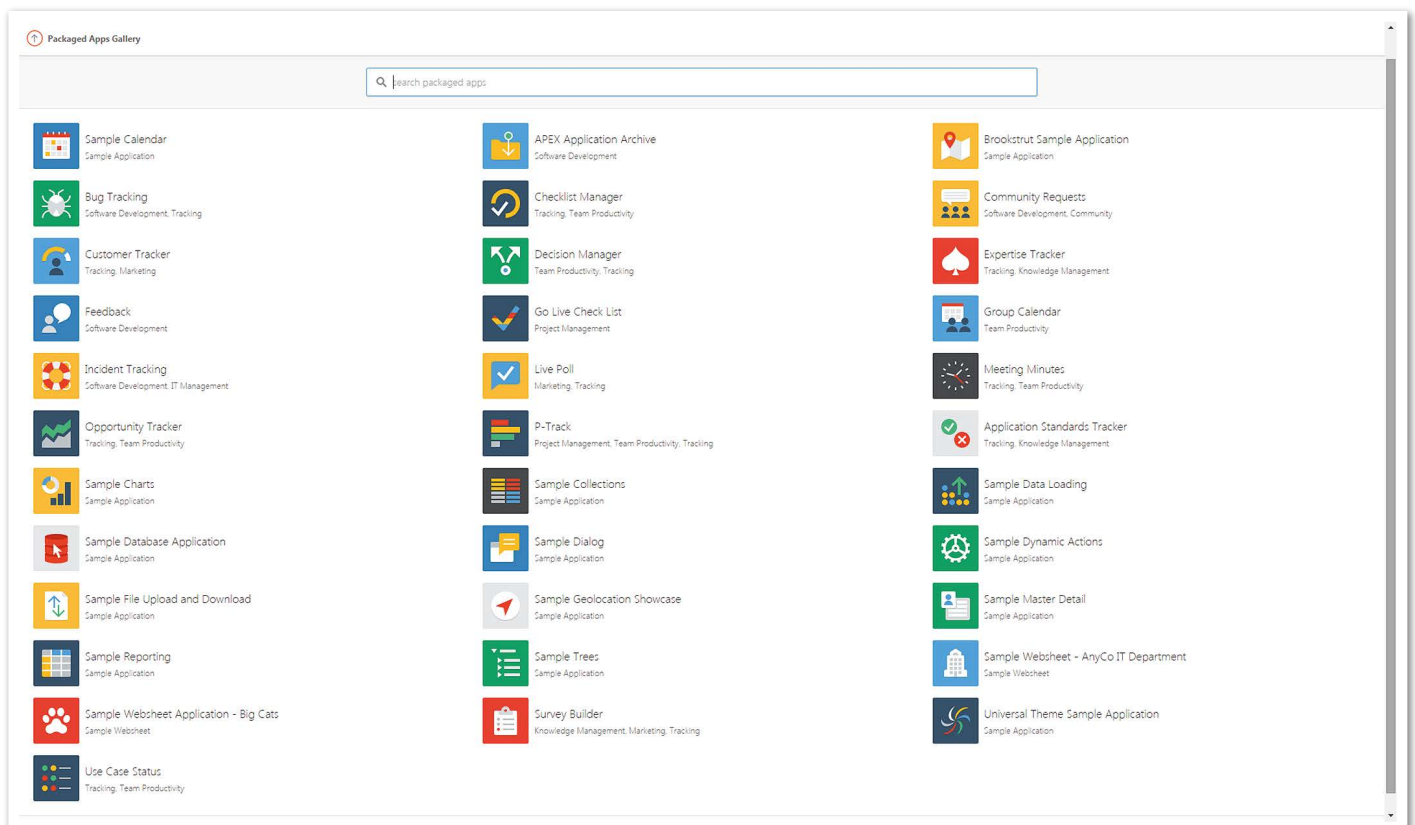 Packaged Apps Gallery
search packaged apps
Sample Calendar
Sample Application
APEX Application Archive
Software Development
Brookstrut Sample Application
Sample Application
Bug Tracking
Software Development, Tracking
Checklist Manager
Tracking, Team Productivity
Community Requests
Software Development, Community
Customer Tracker
Tracking, Marketing
Decision Manager
Team Productivity, Tracking
Expertise Tracker
Tracking, Knowledge Management
Feedback
Software Development
Go Live Check List
Project Management
Group Calendar
Team Productivity
Incident Tracking
Software Development, IT Management
Live Poll
Marketing, Tracking
Meeting Minutes
Tracking, Team Productivity
Opportunity Tracker
Tracking, Team Productivity
P-Track
Project Management, Team Productivity, Tracking
Application Standards Tracker
Tracking, Knowledge Management
Sample Charts
Sample Application
Sample Collections
Sample Application
Sample Data Loading
Sample Application
Sample Database Application
Sample Application
Sample Dialog
Sample Application
Sample Dynamic Actions
Sample Application
Sample File Upload and Download
Sample Application
Sample Geolocation Showcase
Sample Application
Sample Master Detail
Sample Application
Sample Reporting
Sample Application
Sample Trees
Sample Application
Sample Websheet - AnyCo IT Department
Sample Websheet
Sample Websheet Application - Big Cats
Sample Websheet
Survey Builder
Knowledge Management, Marketing, Tracking
Universal Theme Sample Application
Sample Application
Use Case Status
Tracking, Team Productivity